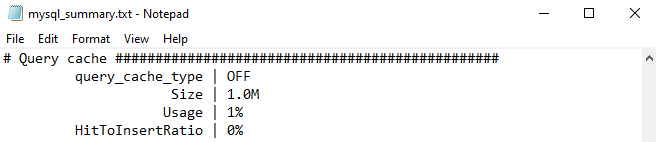 mysql_summary.txt - Notepad
File Edit Format View Help
# Query cache ################################################
query_cache_type | OFF
Size | 1.0M
Usage | 1%
HitToInsertRatio | 0%